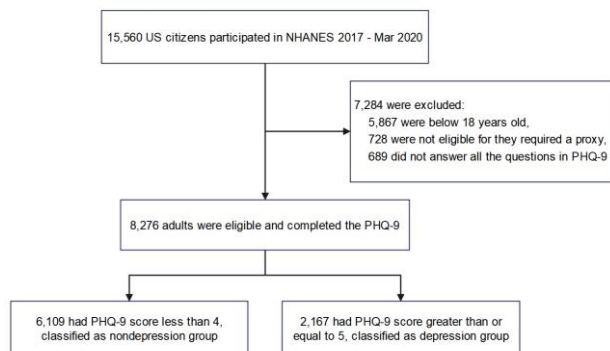 15,560 US citizens participated in NHANES 2017 - Mar 2020
7,284 were excluded:
5,867 were below 18 years old,
728 were not eligible for they required a proxy,
689 did not answer all the questions in PHQ-9
8,276 adults were eligible and completed the PHQ-9
6,109 had PHQ-9 score less than 4,
classified as nondepression group
2,167 had PHQ-9 score greater than or
equal to 5, classified as depression group